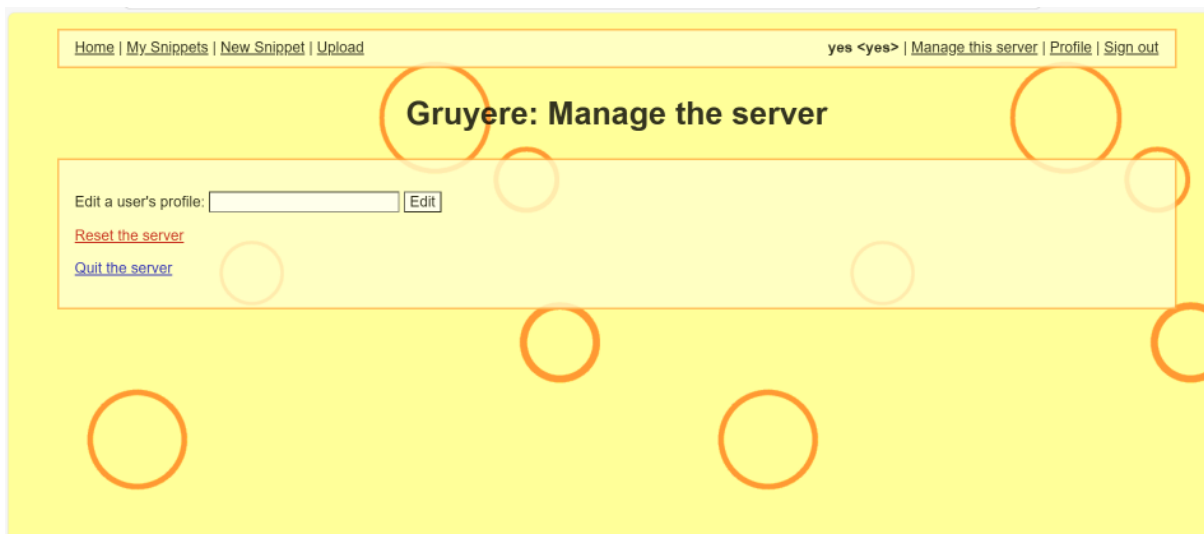 Home | My Snippets | New Snippet | Upload
yes <yes> | Manage this server | Profile | Sign out
Gruyere: Manage the server
Edit a user's profile: Edit
Reset the server
Quit the server